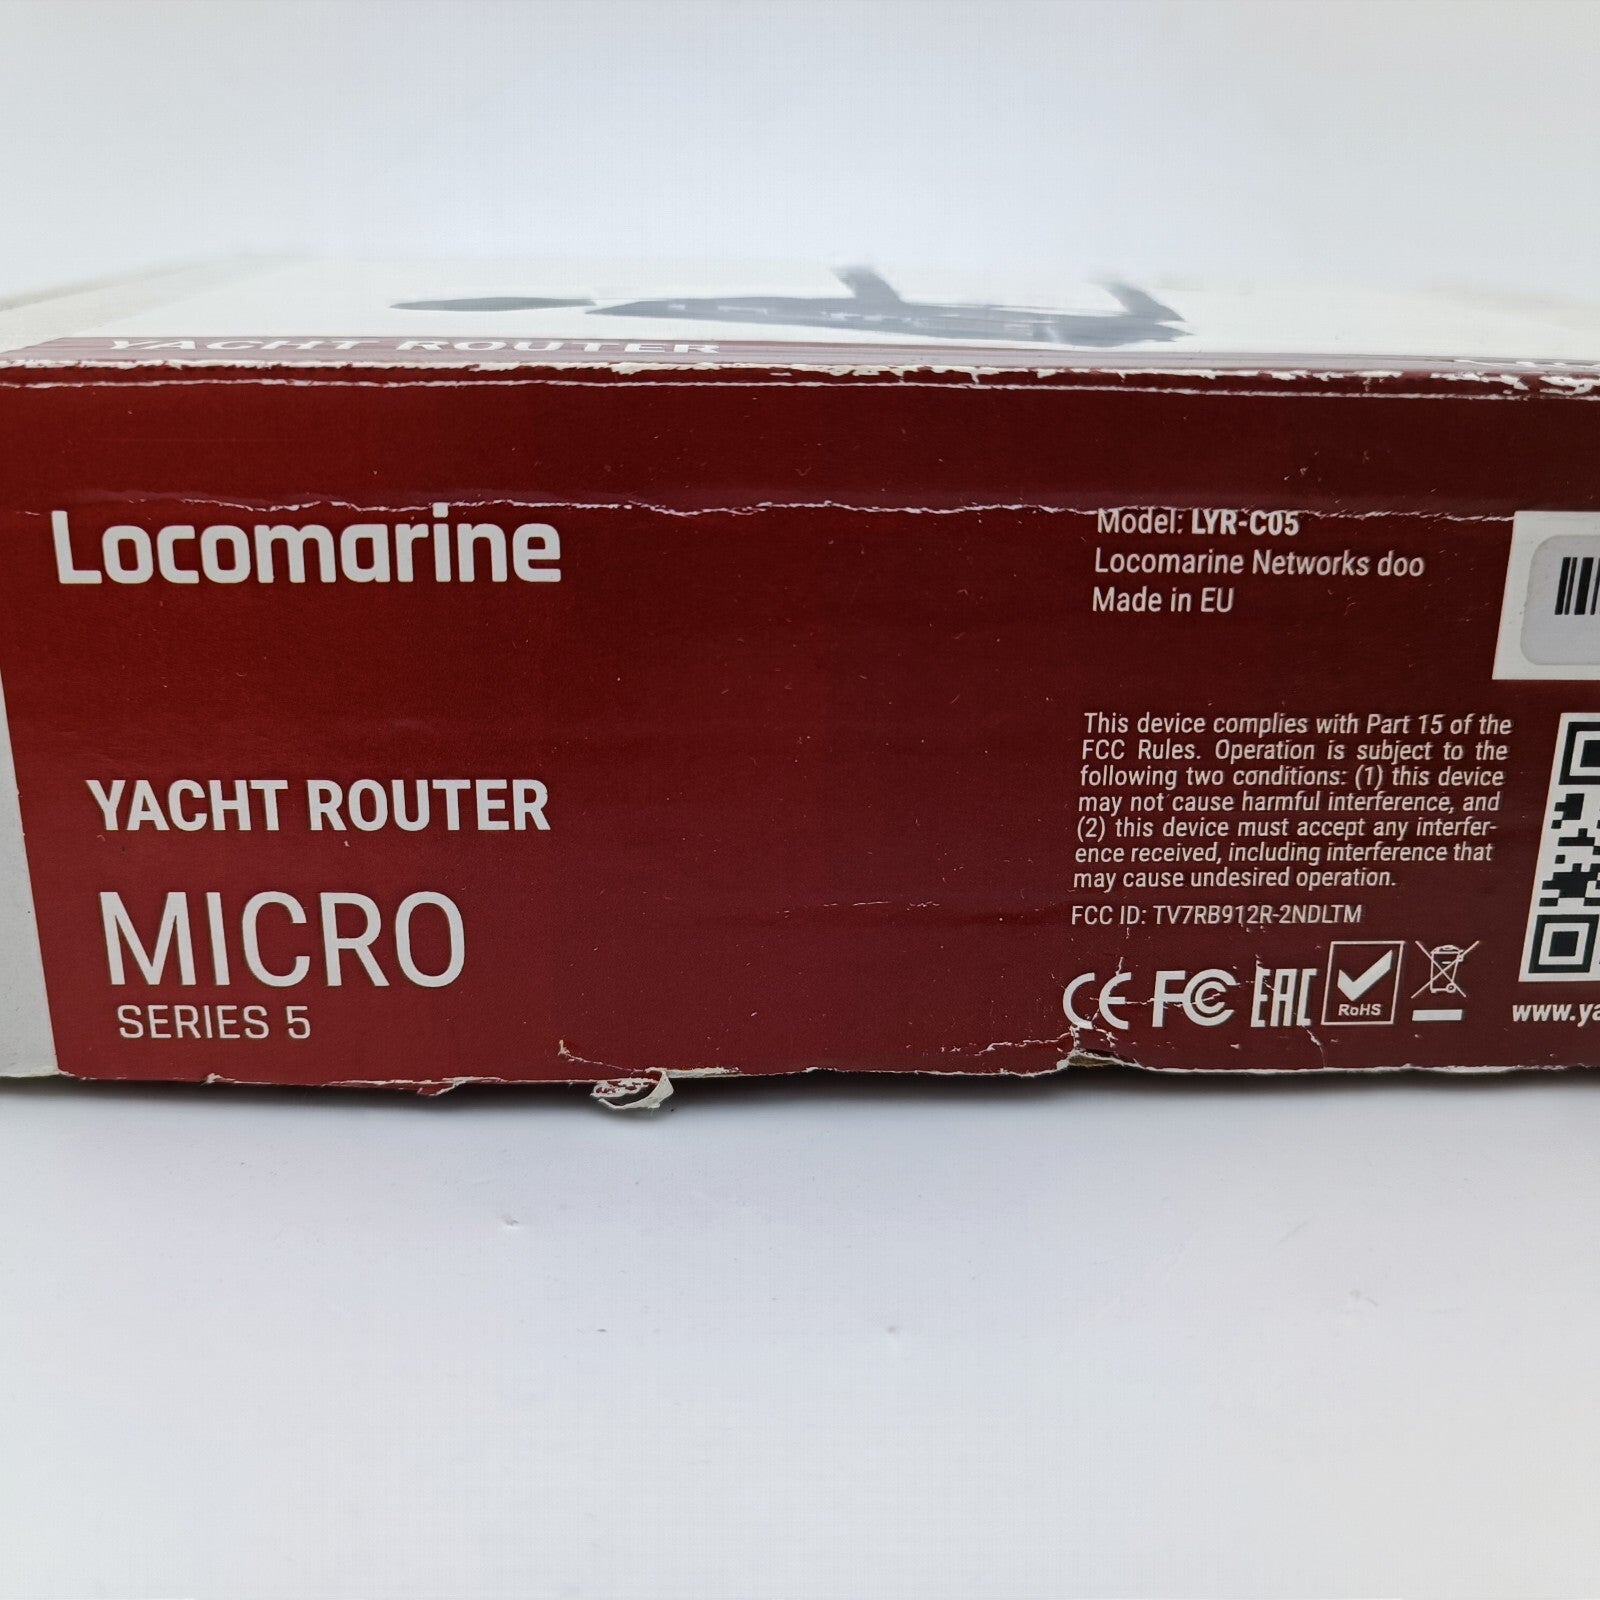 YACHT ROUTER
Locomarine
YACHT ROUTER
MICRO
SERIES 5
Model: LYR-C05
Locomarine Networks doo
Made in EU
This device complies with Part 15 of the
FCC Rules. Operation is subject to the
following two conditions: (1) this device
may not cause harmful interference, and
(2) this device must accept any interfer-
ence received, including interference that
may cause undesired operation.
FCC ID: TV7RB912R-2NDLTM
CE FC EAC RoHS